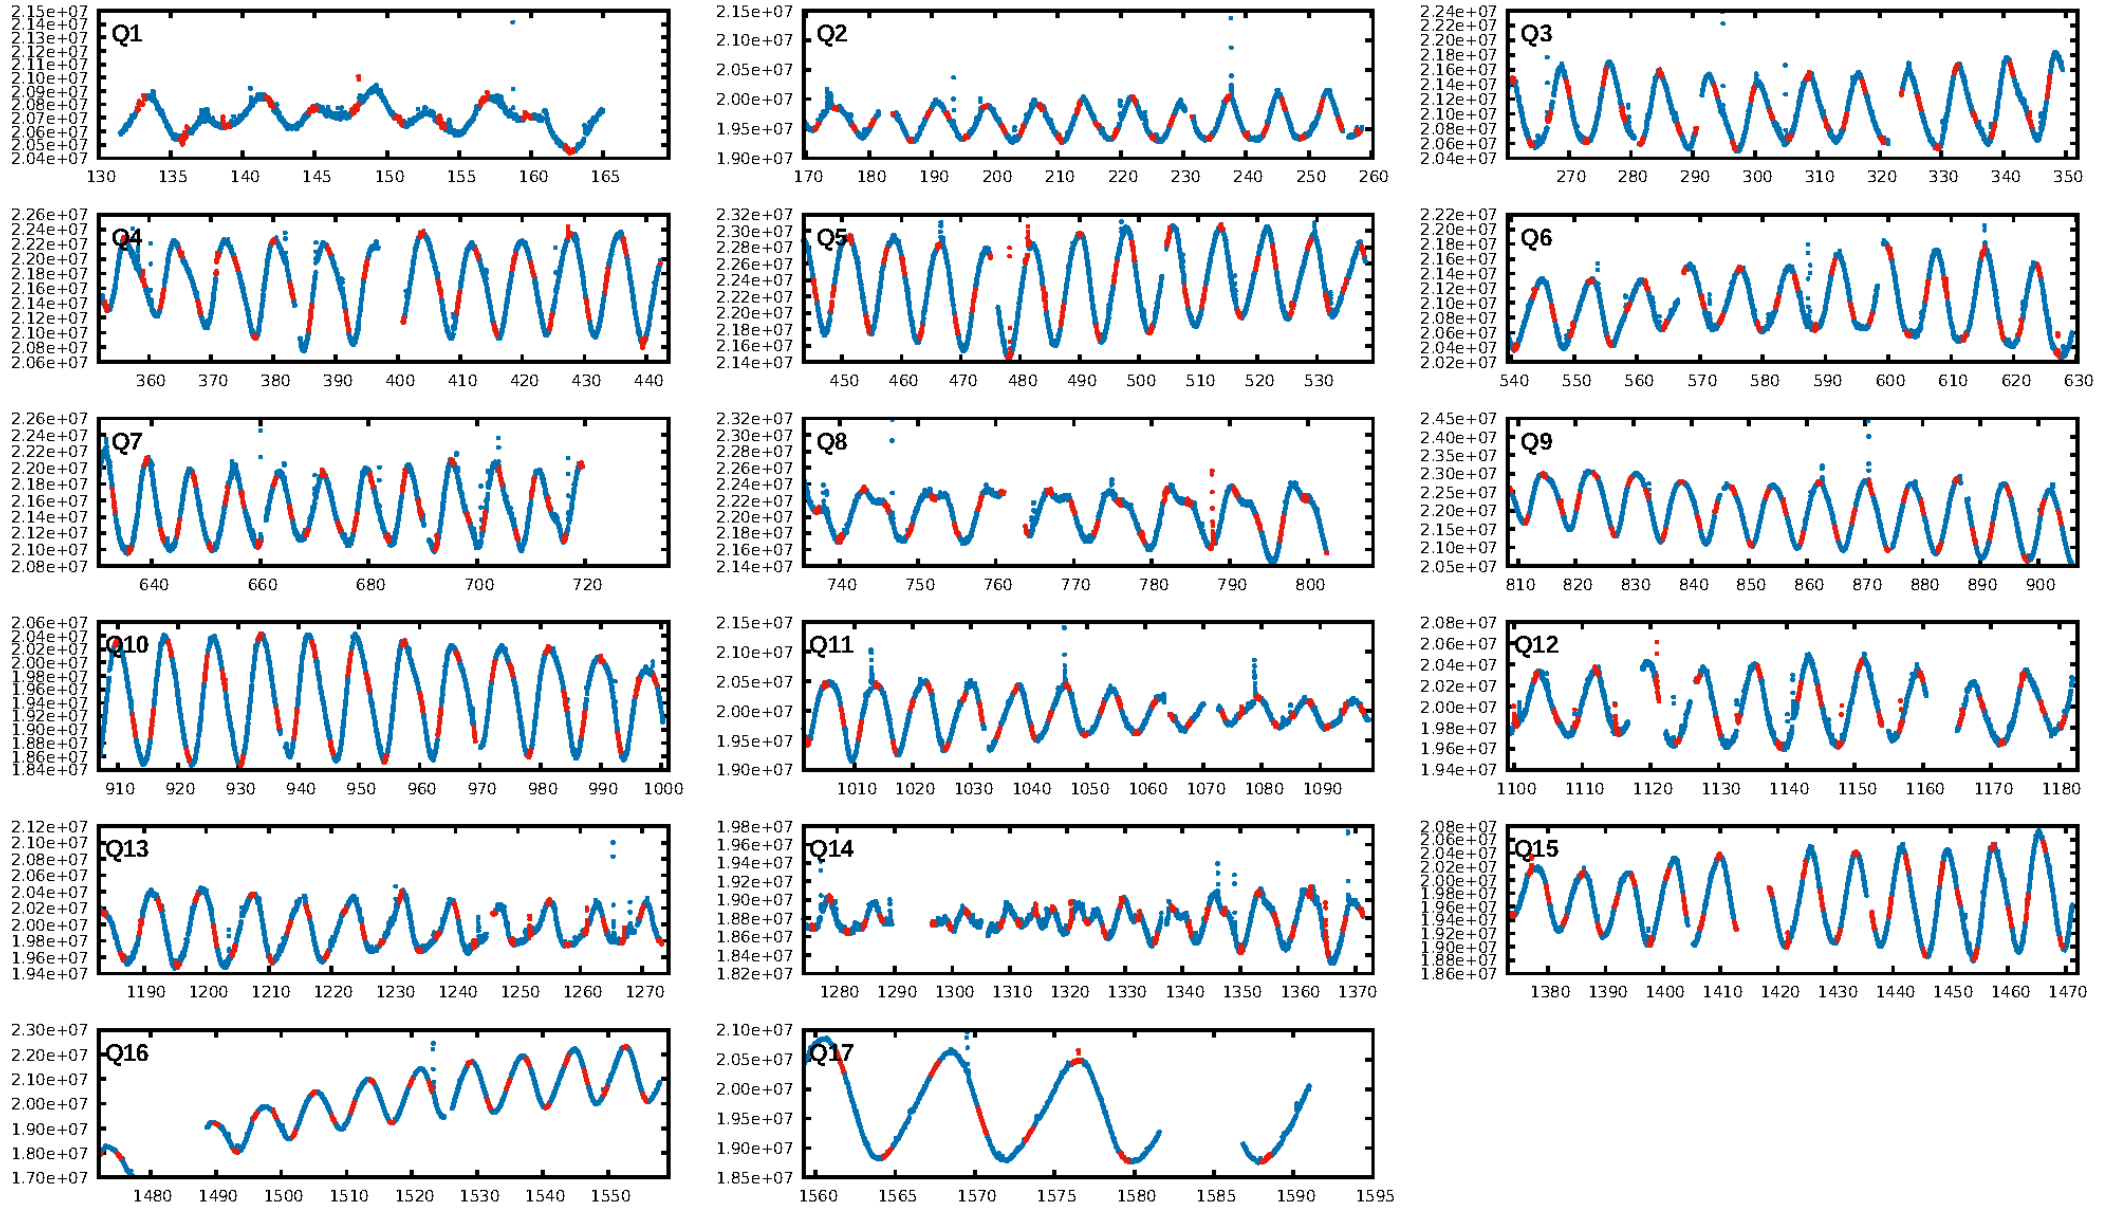 2.15e+07
2.14e+07
2.13e+07
2.12e+07
2.11e+07
2.10e+07
2.09e+07
2.08e+07
2.07e+07
2.06e+07
2.05e+07
2.04e+07
Q1
130 135 140 145 150 155 160 165
2.15e+07
2.10e+07
2.05e+07
2.00e+07
1.95e+07
1.90e+07
Q2
170 180 190 200 210 220 230 240 250 260
2.24e+07
2.22e+07
2.20e+07
2.18e+07
2.16e+07
2.14e+07
2.12e+07
2.10e+07
2.08e+07
2.06e+07
2.04e+07
Q3
270 280 290 300 310 320 330 340 350
2.26e+07
2.24e+07
2.22e+07
2.20e+07
2.18e+07
2.16e+07
2.14e+07
2.12e+07
2.10e+07
2.08e+07
2.06e+07
Q4
360 370 380 390 400 410 420 430 440
2.32e+07
2.30e+07
2.28e+07
2.26e+07
2.24e+07
2.22e+07
2.20e+07
2.18e+07
2.16e+07
2.14e+07
Q5
450 460 470 480 490 500 510 520 530
2.22e+07
2.20e+07
2.18e+07
2.16e+07
2.14e+07
2.12e+07
2.10e+07
2.08e+07
2.06e+07
2.04e+07
2.02e+07
Q6
540 550 560 570 580 590 600 610 620 630
2.26e+07
2.24e+07
2.22e+07
2.20e+07
2.18e+07
2.16e+07
2.14e+07
2.12e+07
2.10e+07
2.08e+07
Q7
640 660 680 700 720
2.32e+07
2.30e+07
2.28e+07
2.26e+07
2.24e+07
2.22e+07
2.20e+07
2.18e+07
2.16e+07
2.14e+07
Q8
740 750 760 770 780 790 800
2.45e+07
2.40e+07
2.35e+07
2.30e+07
2.25e+07
2.20e+07
2.15e+07
2.10e+07
2.05e+07
Q9
810 820 830 840 850 860 870 880 890 900
2.06e+07
2.04e+07
2.02e+07
2.00e+07
1.98e+07
1.96e+07
1.94e+07
1.92e+07
1.90e+07
1.88e+07
1.86e+07
1.84e+07
Q10
910 920 930 940 950 960 970 980 990 1000
2.15e+07
2.10e+07
2.05e+07
2.00e+07
1.95e+07
1.90e+07
Q11
1010 1020 1030 1040 1050 1060 1070 1080 1090
2.08e+07
2.06e+07
2.04e+07
2.02e+07
2.00e+07
1.98e+07
1.96e+07
1.94e+07
Q12
1100 1110 1120 1130 1140 1150 1160 1170 1180
2.12e+07
2.10e+07
2.08e+07
2.06e+07
2.04e+07
2.02e+07
2.00e+07
1.98e+07
1.96e+07
1.94e+07
Q13
1190 1200 1210 1220 1230 1240 1250 1260 1270
1.98e+07
1.96e+07
1.94e+07
1.92e+07
1.90e+07
1.88e+07
1.86e+07
1.84e+07
1.82e+07
Q14
1280 1290 1300 1310 1320 1330 1340 1350 1360 1370
2.08e+07
2.06e+07
2.04e+07
2.02e+07
2.00e+07
1.98e+07
1.96e+07
1.94e+07
1.92e+07
1.90e+07
1.88e+07
1.86e+07
Q15
1380 1390 1400 1410 1420 1430 1440 1450 1460 1470
2.30e+07
2.20e+07
2.10e+07
2.00e+07
1.90e+07
1.80e+07
1.70e+07
Q16
1480 1490 1500 1510 1520 1530 1540 1550
2.10e+07
2.05e+07
2.00e+07
1.95e+07
1.90e+07
1.85e+07
Q17
1560 1565 1570 1575 1580 1585 1590 1595